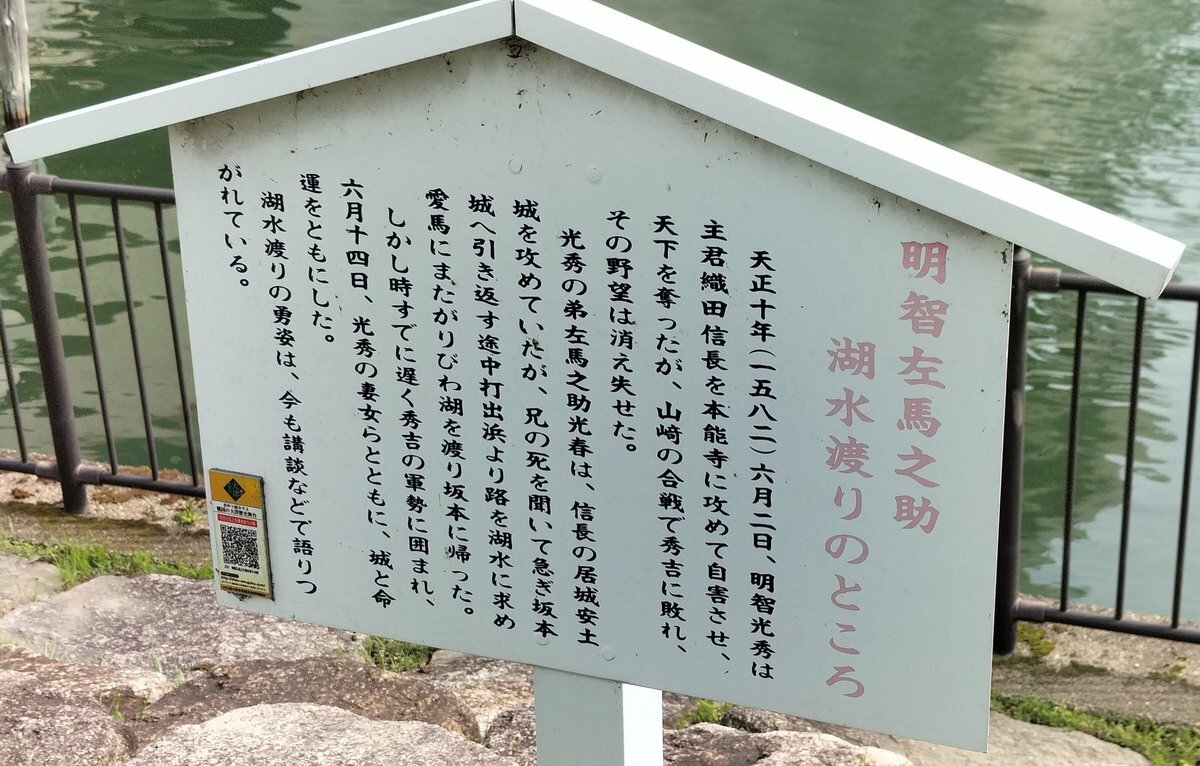 明智左馬之助
湖水渡りのところ
天正十年(一五八二)六月二日、明智光秀は
主君織田信長を本能寺に攻めて自害させ、
天下を奪ったが、山崎の合戦で秀吉に敗れ、
その野望は消え失せた。
光秀の弟左馬之助光春は、信長の居城安土
城を攻めていたが、兄の死を聞いて急ぎ坂本
城へ引き返す途中打出浜より路を湖水に求め
愛馬にまたがりびわ湖を渡り坂本に帰った。
しかし時すでに遅く秀吉の軍勢に囲まれ、
六月十四日、光秀の妻女らとともに、城と命
運をともにした。
湖水渡りの勇姿は、今も講談などで語りつ
がれている。